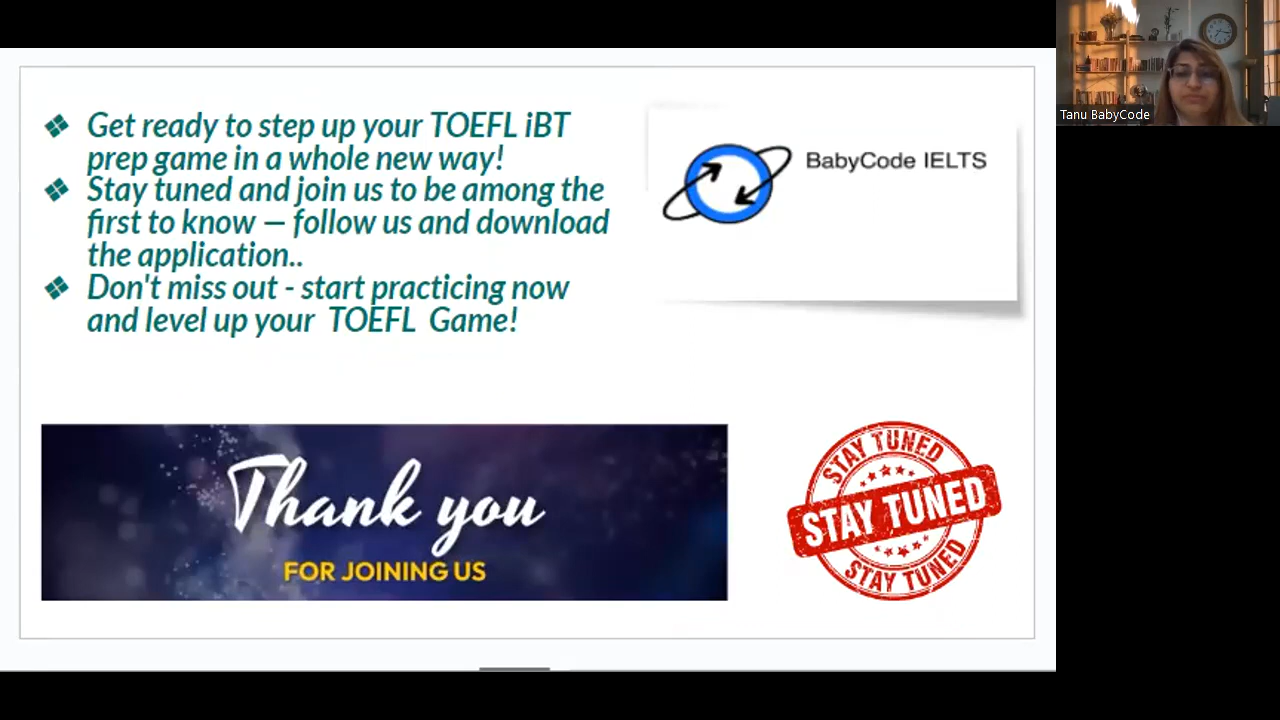 Get ready to step up your TOEFL iBT
prep game in a whole new way!
Stay tuned and join us to be among the
first to know — follow us and download
the application..
Don't miss out - start practicing now
and level up your TOEFL Game!
BabyCode IELTS
Thank you
FOR JOINING US
STAY TUNED
STAY TUNED
STAY TUNED
Tanu BabyCode